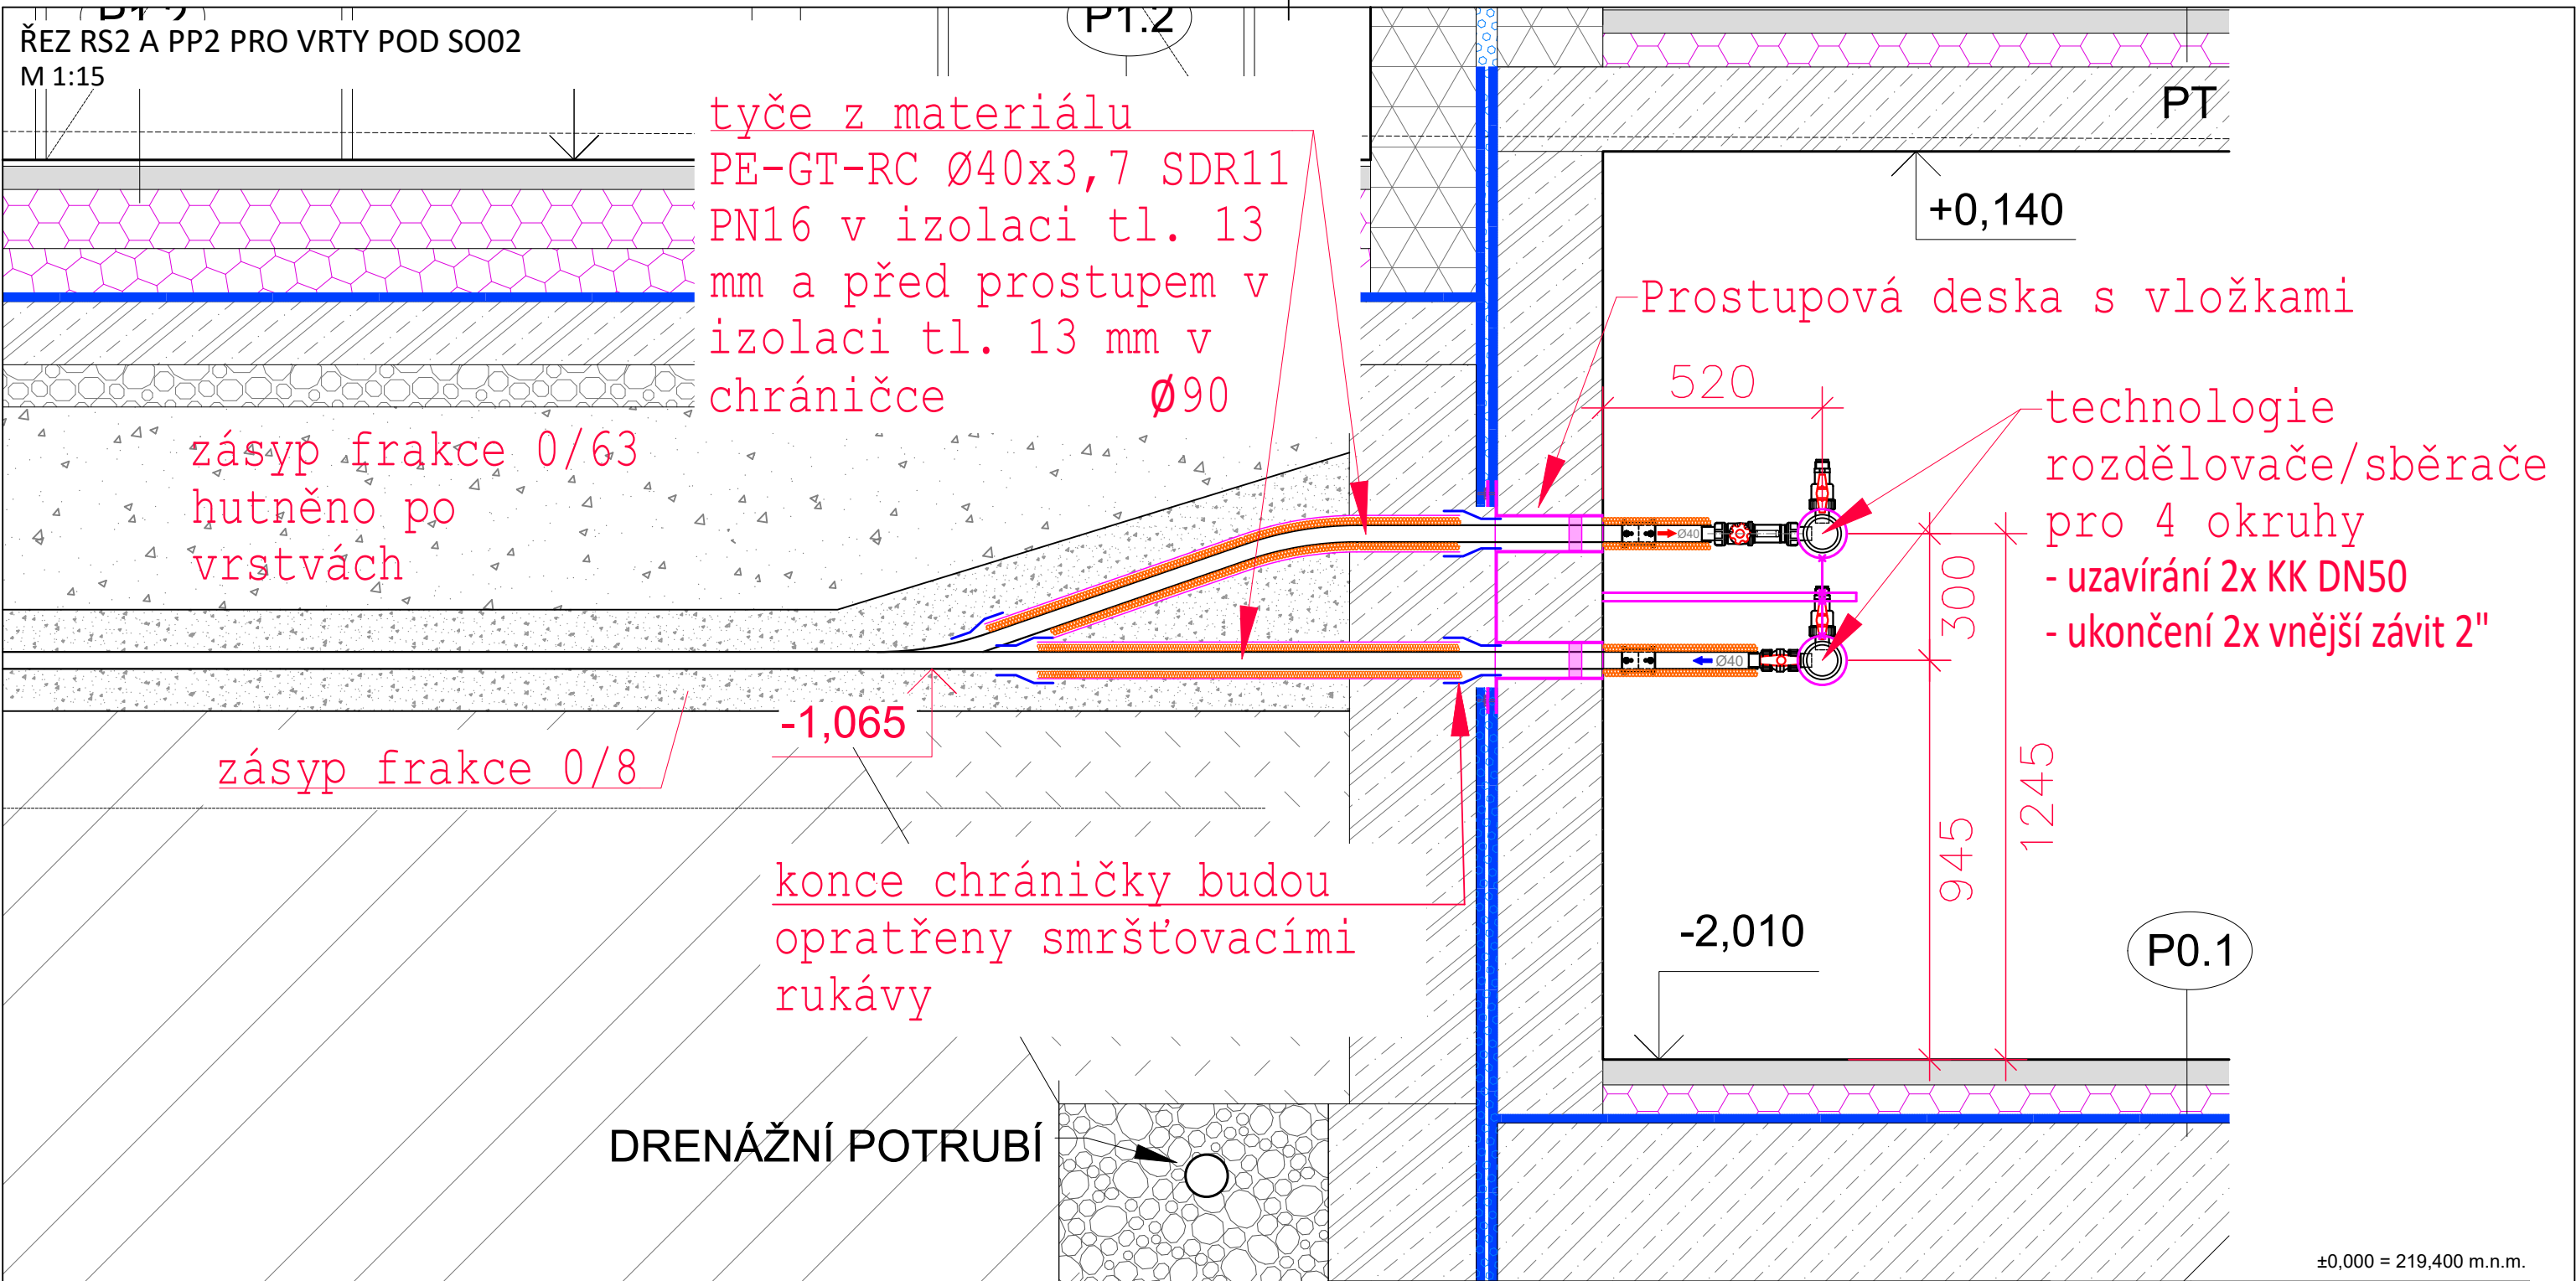 P1.2
ŘEZ RS2 A PP2 PRO VRTY POD SO02
M 1:15
PT
tyče z materiálu
PE-GT-RC Ø40x3,7 SDR11
PN16 v izolaci tl. 13
mm a před prostupem v
izolaci tl. 13 mm v
chráničce Ø90
+0,140
Prostupová deska s vložkami
520
technologie
rozdělovače/sběrače
pro 4 okruhy
- uzavírání 2x KK DN50
- ukončení 2x vnější závit 2"
zásyp frakce 0/63
hutněno po
vrstvách
Ø40
Ø40
300
1245
945
-1,065
zásyp frakce 0/8
konce chráničky budou
opratřeny smršťovacími
rukávy
-2,010
P0.1
DRENÁŽNÍ POTRUBÍ
±0,000 = 219,400 m.n.m.